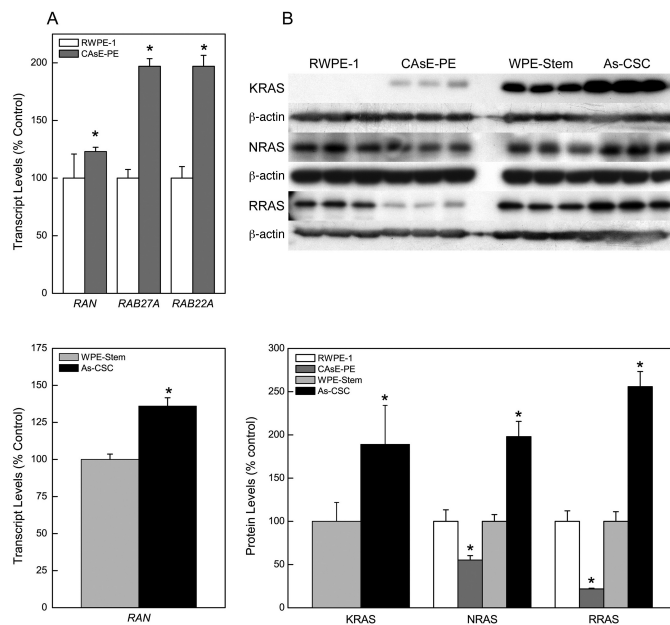 A
RWPE-1
CAsE-PE
Transcript Levels (% Control)
200
150
100
50
0
* * *
RAN RAB27A RAB22A
B
RWPE-1 CAsE-PE WPE-Stem As-CSC
KRAS
β-actin
NRAS
β-actin
RRAS
β-actin
WPE-Stem
As-CSC
Transcript Levels (% Control)
175
150
125
100
75
50
25
0
*
RAN
RWPE-1
CAsE-PE
WPE-Stem
As-CSC
Protein Levels (% control)
300
250
200
150
100
50
0
* * * * *
KRAS NRAS RRAS